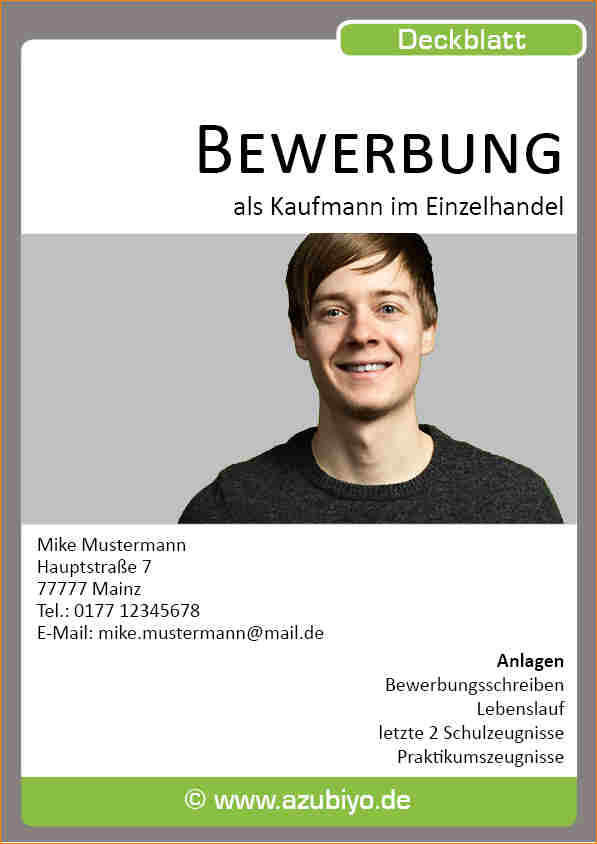 Deckblatt
Bewerbung
als Kaufmann im Einzelhandel
Mike Mustermann
Hauptstraße 7
77777 Mainz
Tel.: 0177 12345678
E-Mail: mike.mustermann@mail.de
Anlagen
Bewerbungsschreiben
Lebenslauf
letzte 2 Schulzeugnisse
Praktikumszeugnisse
© www.azubiyo.de